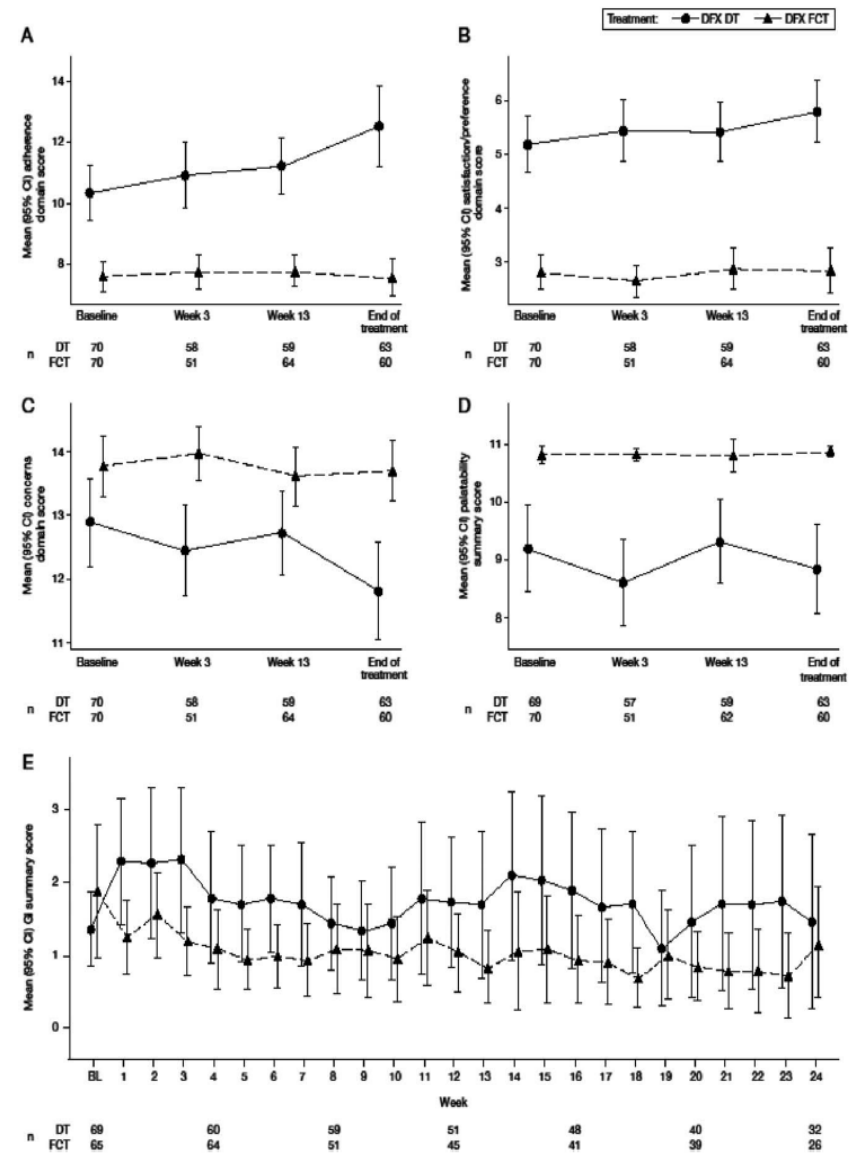 Treatment: DFX DT DFX FCT
A
Mean (95% CI) adherence
domain score
14
12
10
8
Baseline Week 3 Week 13 End of
treatment
n
DT 70 58 59 63
FCT 70 51 64 60
B
Mean (95% CI) satisfaction/preference
domain score
6
5
4
3
Baseline Week 3 Week 13 End of
treatment
n
DT 70 58 59 63
FCT 70 51 64 60
C
Mean (95% CI) concerns
domain score
14
13
12
11
Baseline Week 3 Week 13 End of
treatment
n
DT 70 58 59 63
FCT 70 51 64 60
D
Mean (95% CI) palatability
summary score
11
10
9
8
Baseline Week 3 Week 13 End of
treatment
n
DT 69 57 59 63
FCT 70 51 62 60
E
Mean (95% CI) GI summary score
3
2
1
0
BL 1 2 3 4 5 6 7 8 9 10 11 12 13 14 15 16 17 18 19 20 21 22 23 24
Week
n
DT 69 60 59 51 48 40 32
FCT 65 64 51 45 41 39 26